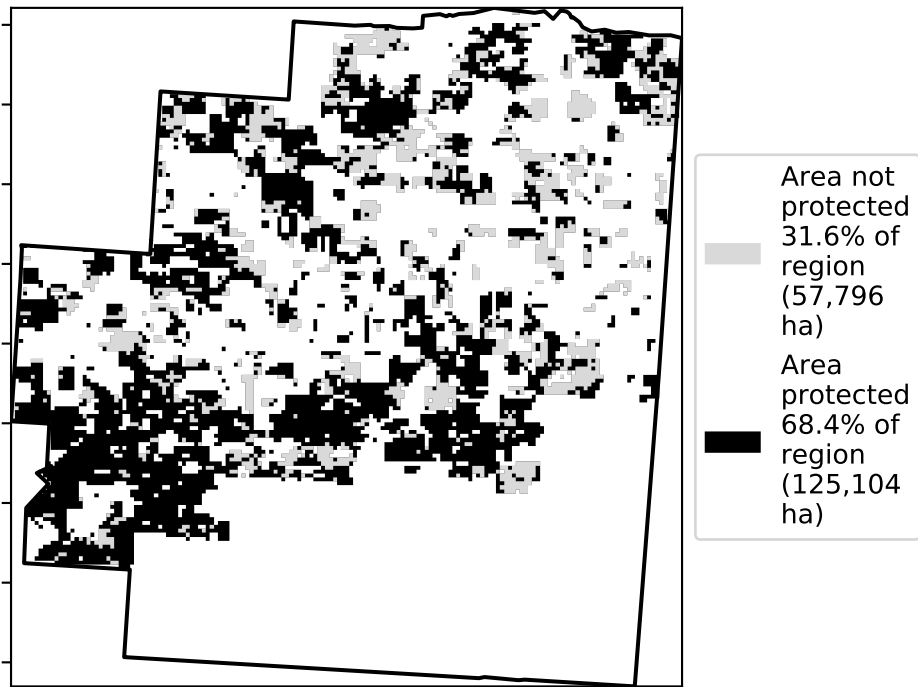 Area not
protected
31.6% of
region
(57,796
ha)
Area
protected
68.4% of
region
(125,104
ha)